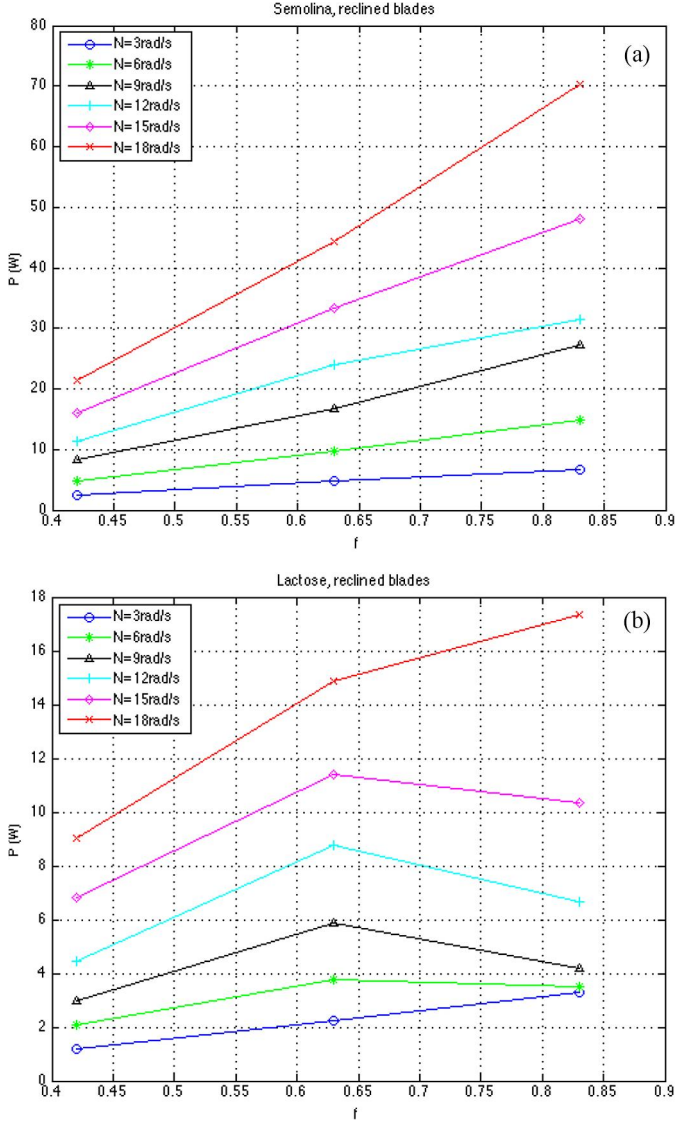 Semolina, reclined blades
(a)
N=3rad/s
N=6rad/s
N=9rad/s
N=12rad/s
N=15rad/s
N=18rad/s
P (W)
80
70
60
50
40
30
20
10
0
0.4 0.45 0.5 0.55 0.6 0.65 0.7 0.75 0.8 0.85 0.9
f
Lactose, reclined blades
(b)
N=3rad/s
N=6rad/s
N=9rad/s
N=12rad/s
N=15rad/s
N=18rad/s
P (W)
18
16
14
12
10
8
6
4
2
0
0.4 0.45 0.5 0.55 0.6 0.65 0.7 0.75 0.8 0.85 0.9
f